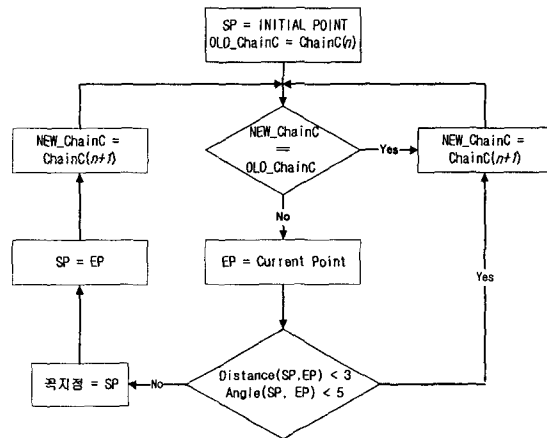 SP = INITIAL POINT
OLD_ChainC = ChainC(n)
NEW_ChainC =
ChainC(n+1)
NEW_ChainC
==
OLD_ChainC
Yes
NEW_ChainC =
ChainC(n+1)
No
SP = EP
EP = Current Point
Yes
꼭지점 = SP
No
Distance(SP,EP) < 3
Angle(SP, EP) < 5